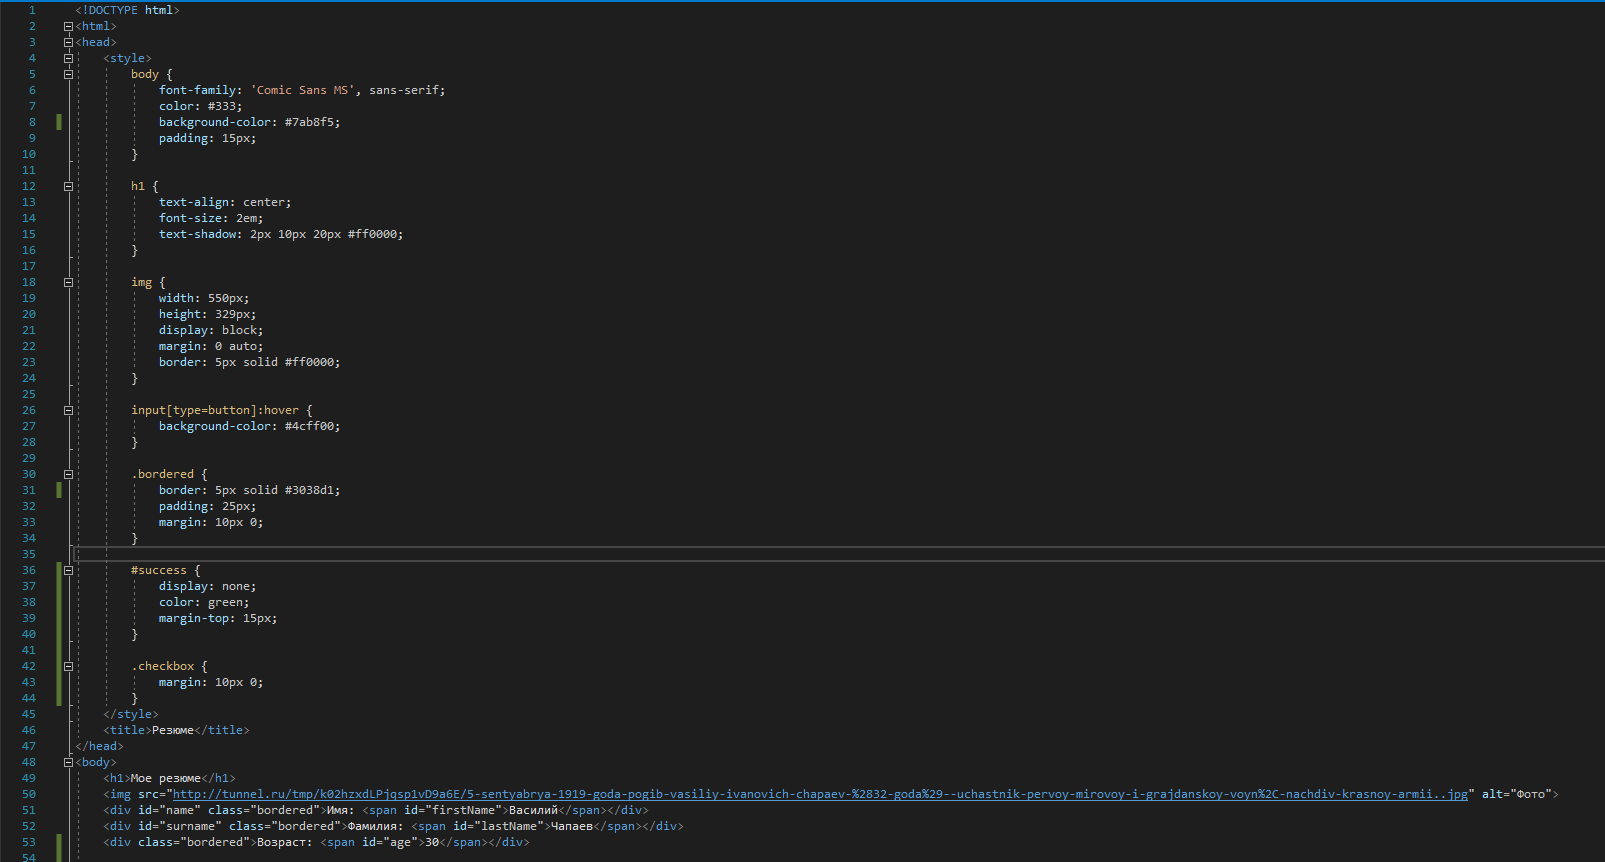 1 <!DOCTYPE html>
2 <html>
3 <head>
4 <style>
5 body {
6 font-family: 'Comic Sans MS', sans-serif;
7 color: #333;
8 background-color: #7ab8f5;
9 padding: 15px;
10 }
11
12 h1 {
13 text-align: center;
14 font-size: 2em;
15 text-shadow: 2px 10px 20px #ff0000;
16 }
17
18 img {
19 width: 550px;
20 height: 329px;
21 display: block;
22 margin: 0 auto;
23 border: 5px solid #ff0000;
24 }
25
26 input[type=button]:hover {
27 background-color: #4cff00;
28 }
29
30 .bordered {
31 border: 5px solid #3038d1;
32 padding: 25px;
33 margin: 10px 0;
34 }
35
36 #success {
37 display: none;
38 color: green;
39 margin-top: 15px;
40 }
41
42 .checkbox {
43 margin: 10px 0;
44 }
45 </style>
46 <title>Резюме</title>
47 </head>
48 <body>
49 <h1>Мое резюме</h1>
50 <img src="http://tunnel.ru/tmp/k02hzxdLPjqsp1vD9a6E/5-sentyabrya-1919-goda-pogib-vasiliy-ivanovich-chapaev-%2832-goda%29--uchastnik-pervoy-mirovoy-i-grajdanskoy-voyn%2C-nachdiv-krasnoy-armii..jpg" alt="Фото">
51 <div id="name" class="bordered">Имя: <span id="firstName">Василий</span></div>
52 <div id="surname" class="bordered">Фамилия: <span id="lastName">Чапаев</span></div>
53 <div class="bordered">Возраст: <span id="age">30</span></div>
54